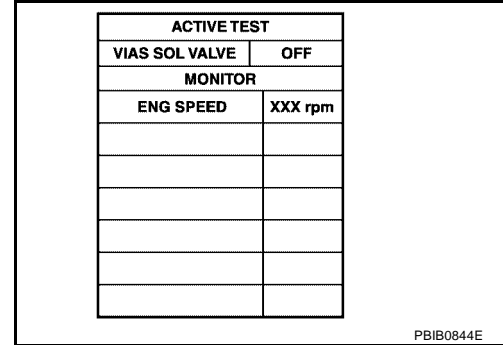 ACTIVE TEST
VIAS SOL VALVE OFF
MONITOR
ENG SPEED XXX rpm
PBIB0844E